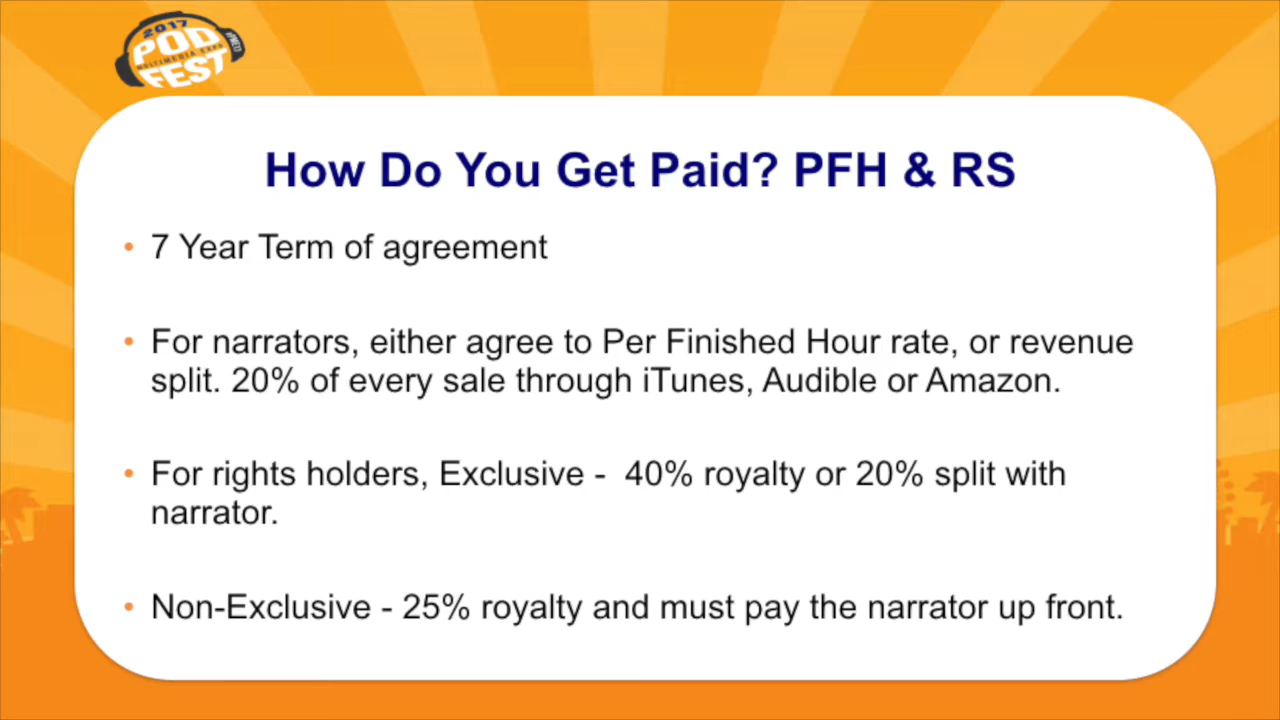 2017
POD
MULTIMEDIA EXPO
FEST
How Do You Get Paid? PFH & RS
• 7 Year Term of agreement
• For narrators, either agree to Per Finished Hour rate, or revenue
split. 20% of every sale through iTunes, Audible or Amazon.
• For rights holders, Exclusive - 40% royalty or 20% split with
narrator.
• Non-Exclusive - 25% royalty and must pay the narrator up front.